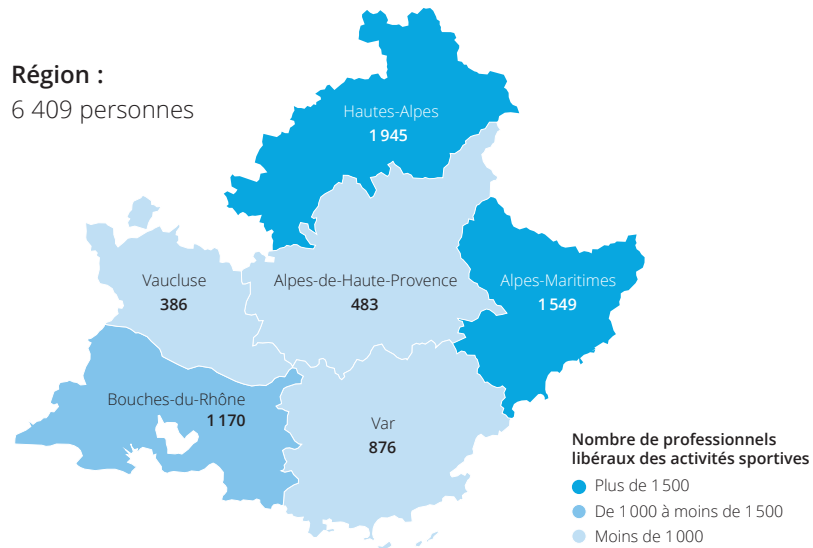 Région :
6 409 personnes
Hautes-Alpes
1 945
Vaucluse
386
Alpes-de-Haute-Provence
483
Alpes-Maritimes
1 549
Bouches-du-Rhône
1 170
Var
876
Nombre de professionnels
libéraux des activités sportives
Plus de 1 500
De 1 000 à moins de 1 500
Moins de 1 000